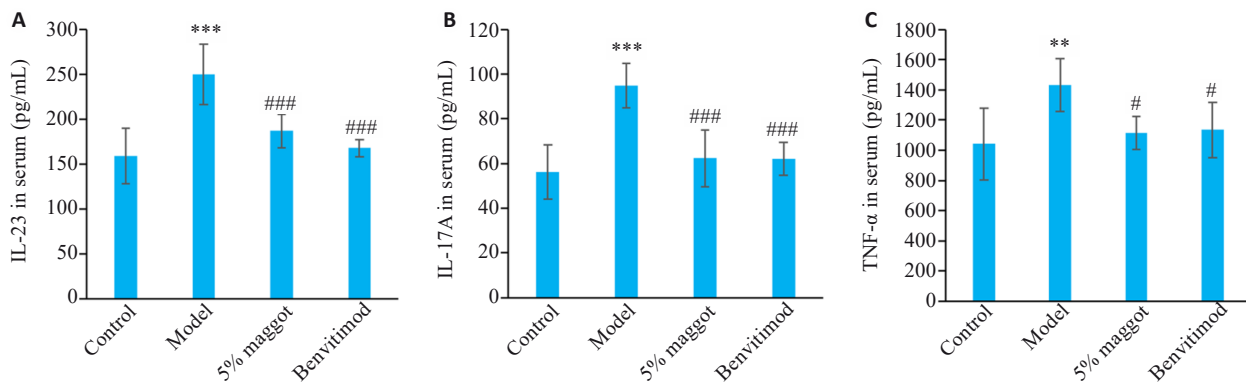 A
IL-23 in serum (pg/mL)
300
250
200
150
100
50
0
***
###
###
Control
Model
5% maggot
Benvitimod
B
IL-17A in serum (pg/mL)
120
100
80
60
40
20
0
***
###
###
Control
Model
5% maggot
Benvitimod
C
TNF-α in serum (pg/mL)
1800
1600
1400
1200
1000
800
600
400
200
0
**
#
#
Control
Model
5% maggot
Benvitimod